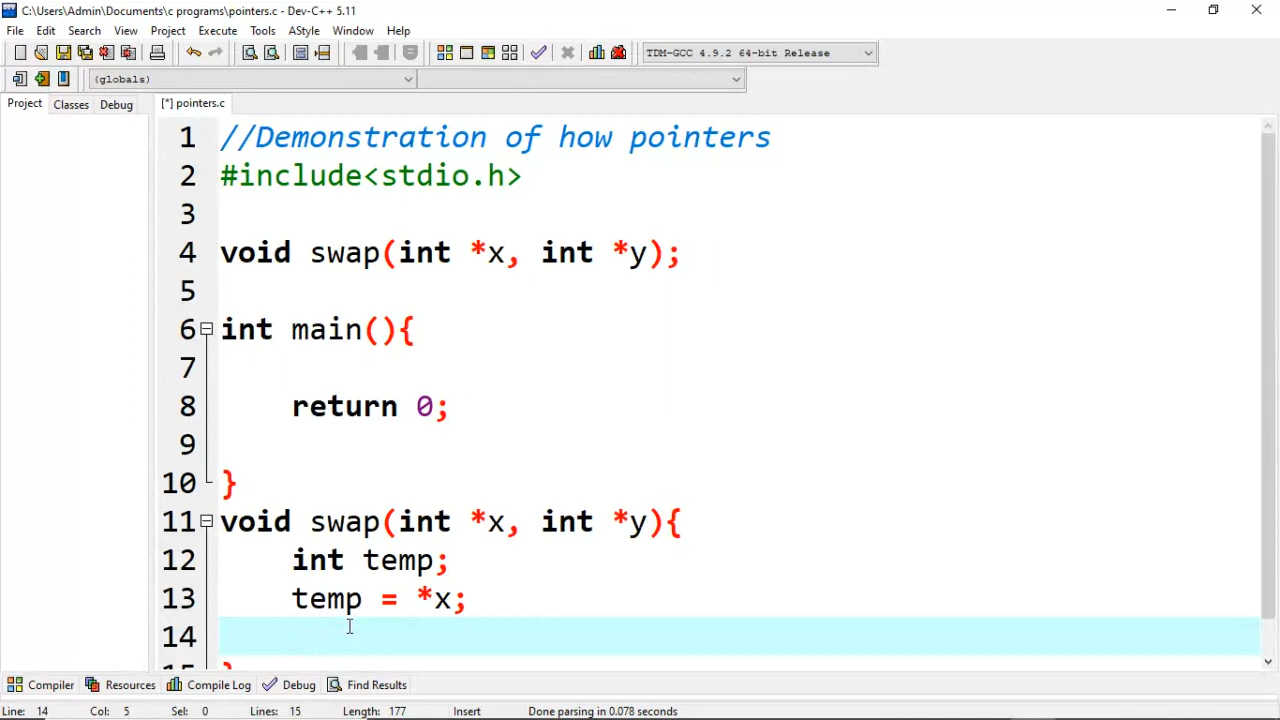 C:\Users\Admin\Documents\c programs\pointers.c - Dev-C++ 5.11
File Edit Search View Project Execute Tools AStyle Window Help
TDM-GCC 4.9.2 64-bit Release
(globals)
Project Classes Debug [*] pointers.c
1 //Demonstration of how pointers
2 #include<stdio.h>
3
4 void swap(int *x, int *y);
5
6 int main(){
7
8 return 0;
9
10 }
11 void swap(int *x, int *y){
12 int temp;
13 temp = *x;
14
15 }
Compiler Resources Compile Log Debug Find Results
Line: 14 Col: 5 Sel: 0 Lines: 15 Length: 177 Insert Done parsing in 0.078 seconds